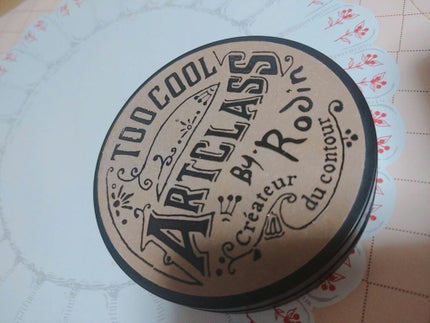 TOO COOL
ARTCLASS
BY. Rodin
Créateur
du contour